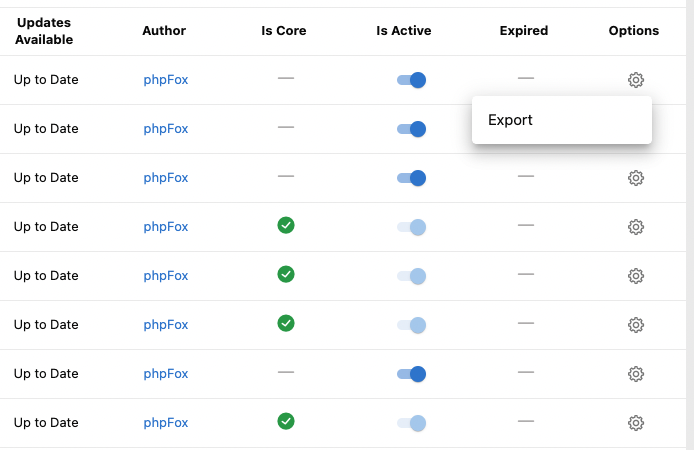 Updates
Available
Author
Is Core
Is Active
Expired
Options
Up to Date
phpFox
—
—
Up to Date
phpFox
—
Export
Up to Date
phpFox
—
—
Up to Date
phpFox
—
Up to Date
phpFox
—
Up to Date
phpFox
—
Up to Date
phpFox
—
—
Up to Date
phpFox
—